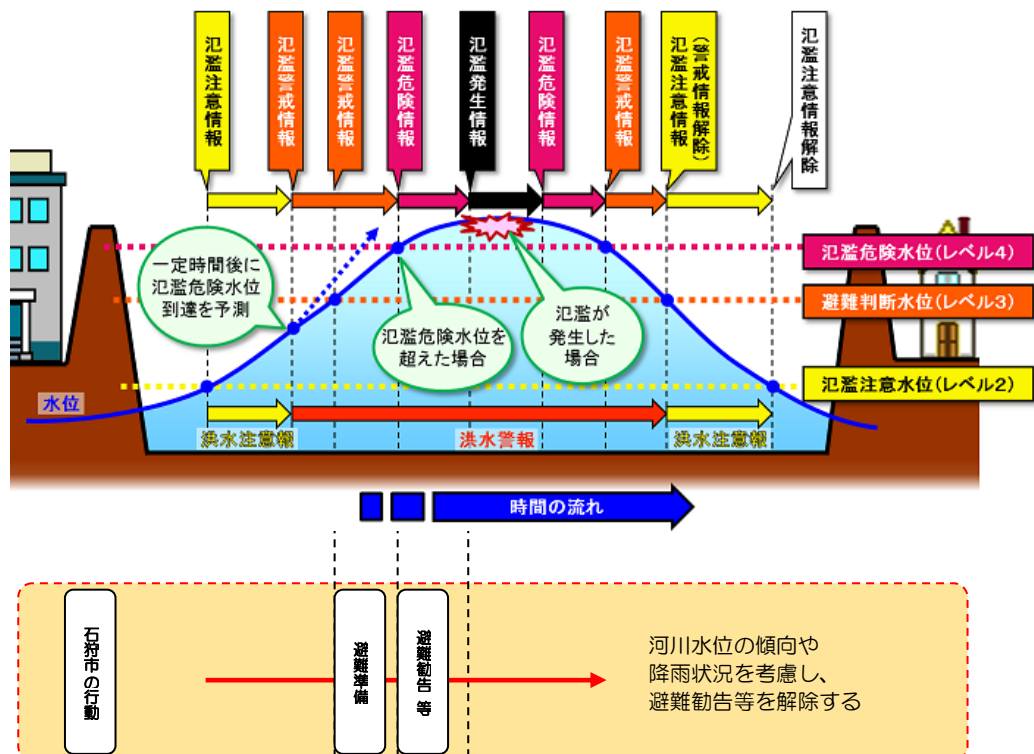 氾濫注意情報
氾濫警戒情報
氾濫警戒情報
氾濫危険情報
氾濫発生情報
氾濫危険情報
氾濫警戒情報
氾濫注意情報
(警戒情報解除)
氾濫注意情報解除
一定時間後に
氾濫危険水位
到達を予測
氾濫危険水位を
超えた場合
氾濫が
発生した
場合
氾濫危険水位(レベル4)
避難判断水位(レベル3)
氾濫注意水位(レベル2)
水位
洪水注意報
洪水警報
洪水注意報
時間の流れ
石狩市の行動
避難準備
避難勧告 等
河川水位の傾向や
降雨状況を考慮し、
避難勧告等を解除する